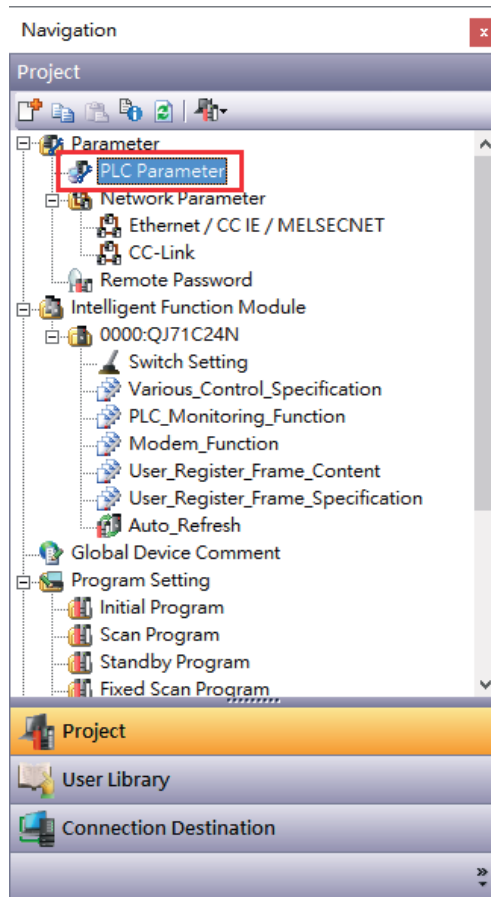 Navigation
x
Project
Parameter
PLC Parameter
Network Parameter
Ethernet / CC IE / MELSECNET
CC-Link
Remote Password
Intelligent Function Module
0000:QJ71C24N
Switch Setting
Various_Control_Specification
PLC_Monitoring_Function
Modem_Function
User_Register_Frame_Content
User_Register_Frame_Specification
Auto_Refresh
Global Device Comment
Program Setting
Initial Program
Scan Program
Standby Program
Fixed Scan Program
Project
User Library
Connection Destination